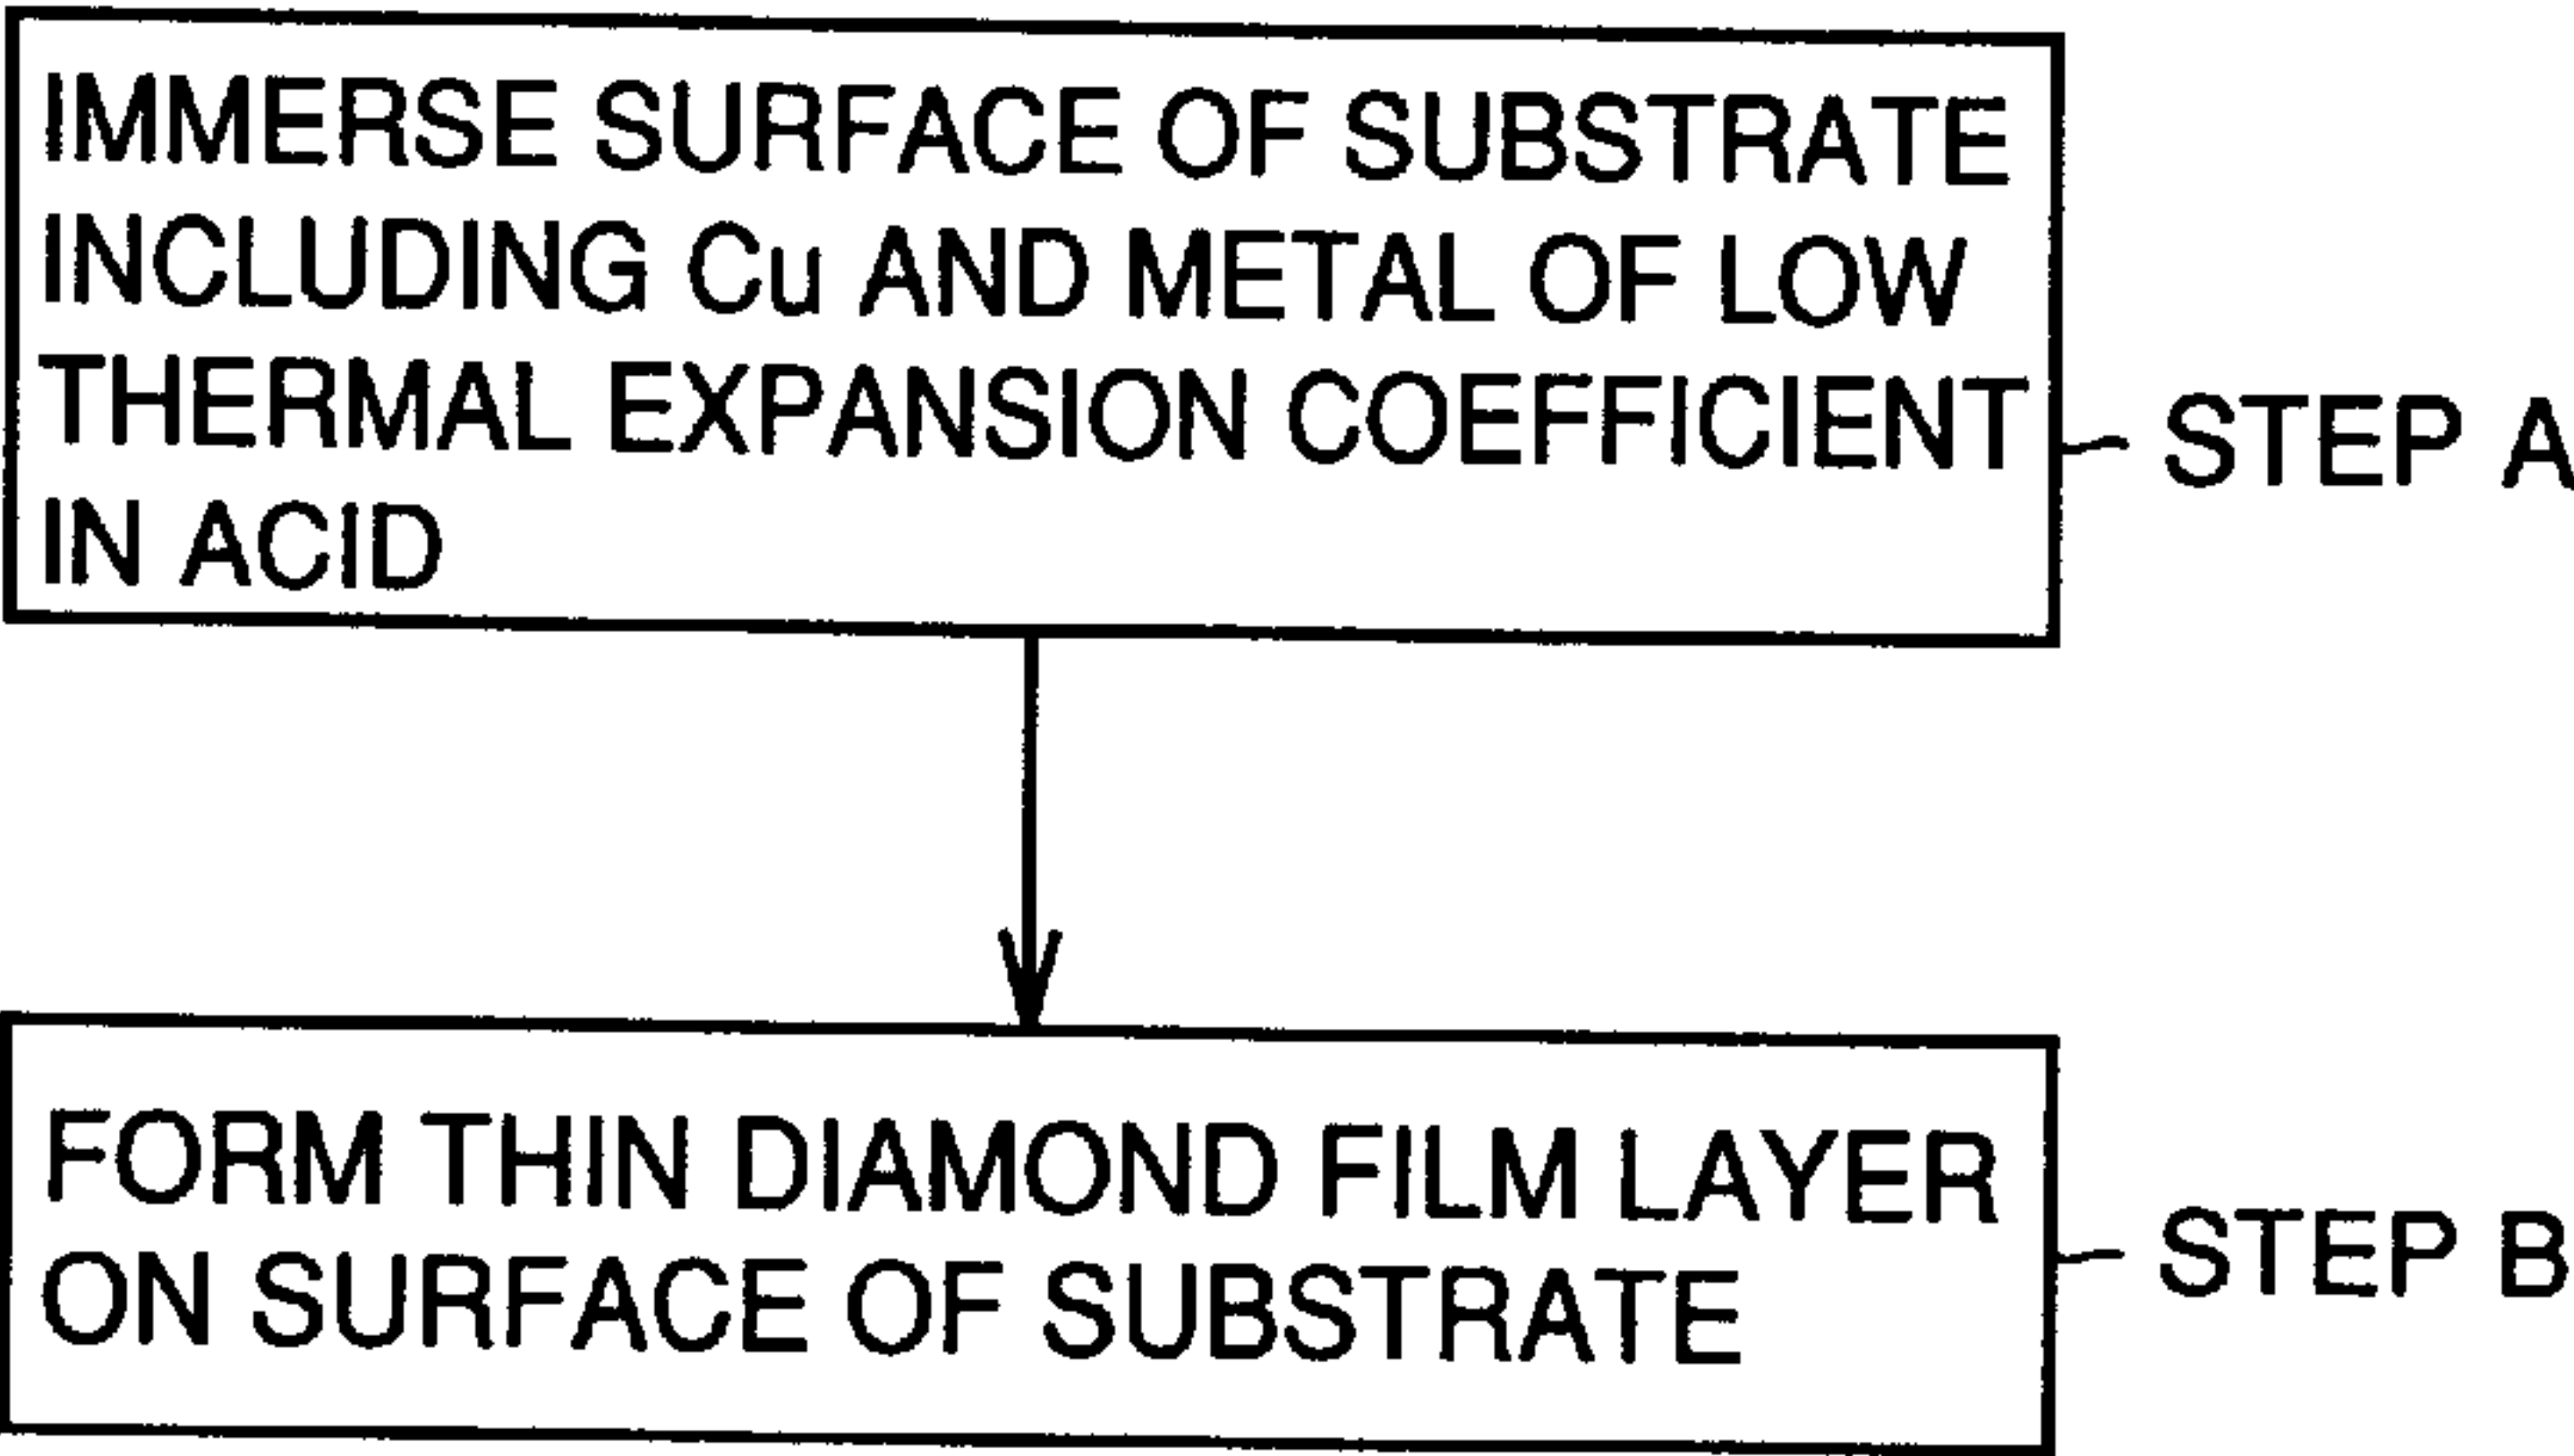 IMMERSE SURFACE OF SUBSTRATE
INCLUDING Cu AND METAL OF LOW
THERMAL EXPANSION COEFFICIENT
IN ACID
STEP A
FORM THIN DIAMOND FILM LAYER
ON SURFACE OF SUBSTRATE
STEP B